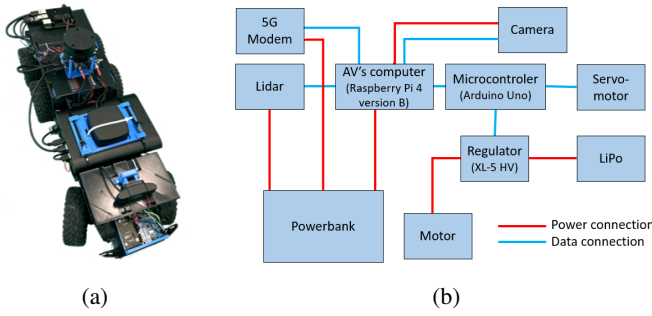 5G
Modem
Camera
Lidar
AV's computer
(Raspberry Pi 4
version B)
Microcontroler
(Arduino Uno)
Servo-
motor
Regulator
(XL-5 HV)
LiPo
Powerbank
Motor
Power connection
Data connection
(a)
(b)